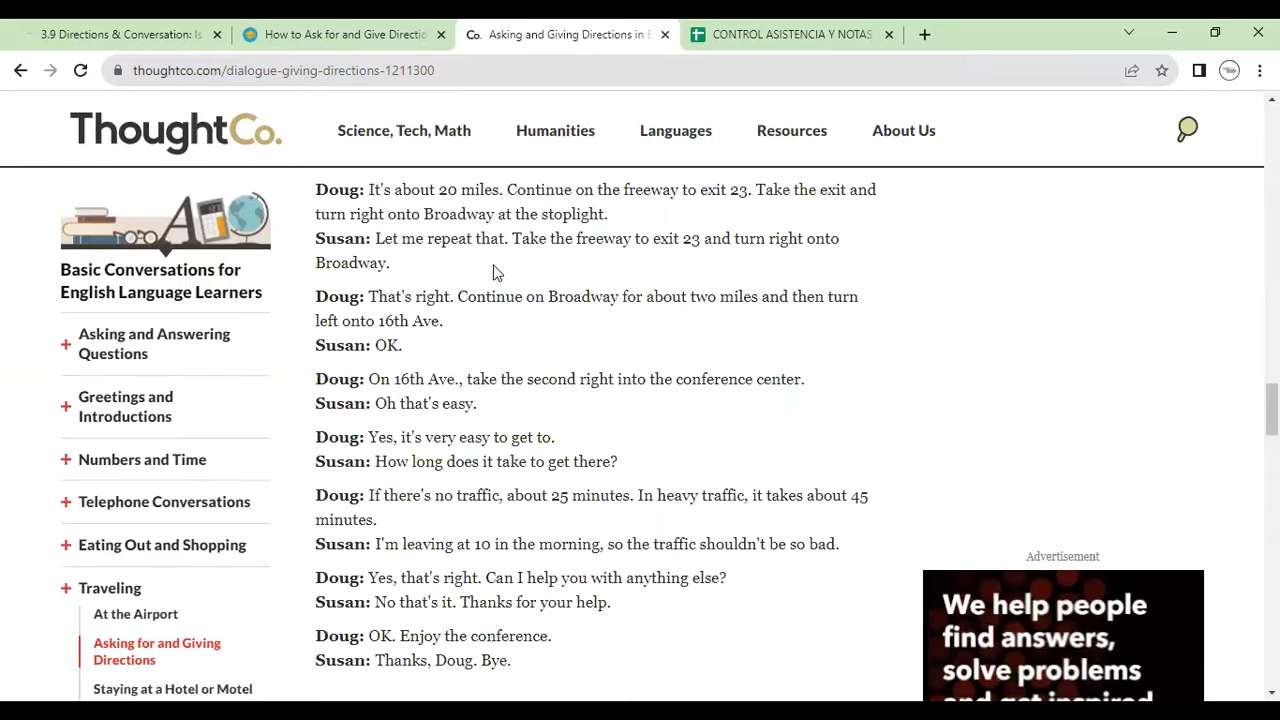 3.9 Directions & Conversation: Is
How to Ask for and Give Directio
Co. Asking and Giving Directions in E
CONTROL ASISTENCIA Y NOTAS
thoughtco.com/dialogue-giving-directions-1211300
ThoughtCo.
Science, Tech, Math
Humanities
Languages
Resources
About Us
Basic Conversations for
English Language Learners
+ Asking and Answering
Questions
+ Greetings and
Introductions
+ Numbers and Time
+ Telephone Conversations
+ Eating Out and Shopping
+ Traveling
At the Airport
Asking for and Giving
Directions
Staying at a Hotel or Motel
Doug: It's about 20 miles. Continue on the freeway to exit 23. Take the exit and
turn right onto Broadway at the stoplight.
Susan: Let me repeat that. Take the freeway to exit 23 and turn right onto
Broadway.
Doug: That's right. Continue on Broadway for about two miles and then turn
left onto 16th Ave.
Susan: OK.
Doug: On 16th Ave., take the second right into the conference center.
Susan: Oh that's easy.
Doug: Yes, it's very easy to get to.
Susan: How long does it take to get there?
Doug: If there's no traffic, about 25 minutes. In heavy traffic, it takes about 45
minutes.
Susan: I'm leaving at 10 in the morning, so the traffic shouldn't be so bad.
Doug: Yes, that's right. Can I help you with anything else?
Susan: No that's it. Thanks for your help.
Doug: OK. Enjoy the conference.
Susan: Thanks, Doug. Bye.
Advertisement
We help people
find answers,
solve problems
and get inspired